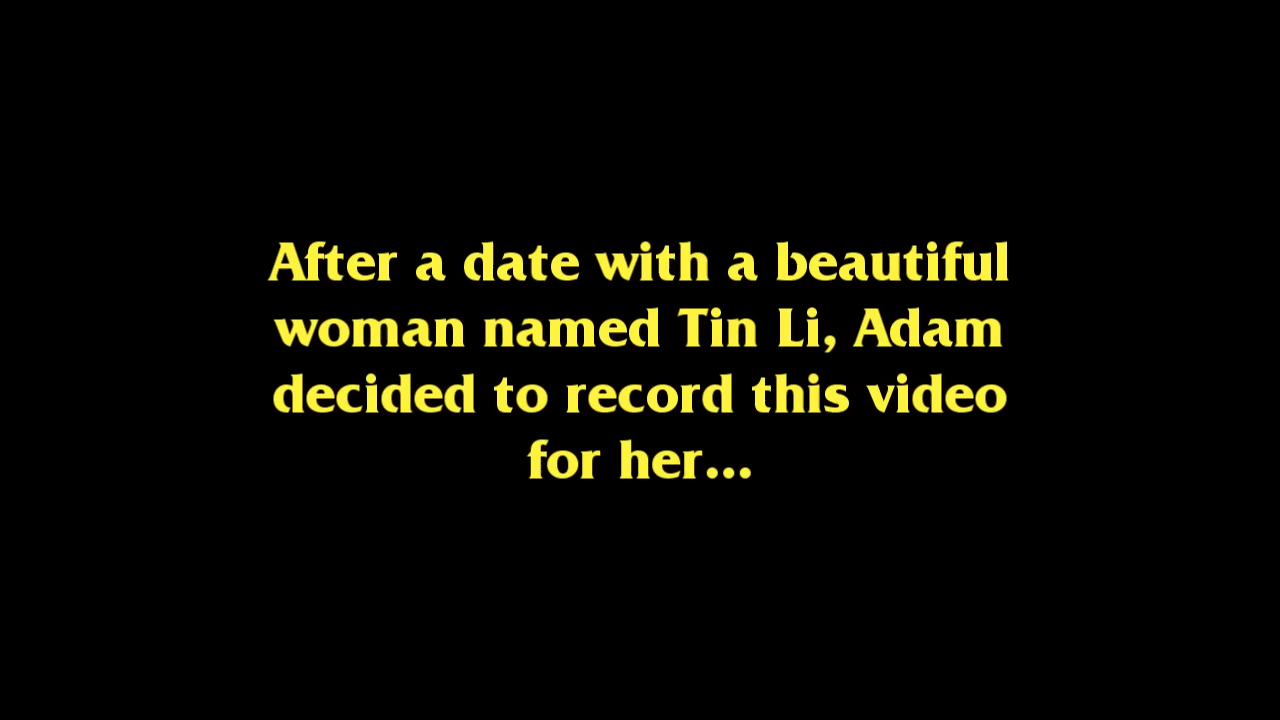 After a date with a beautiful
woman named Tin Li, Adam
decided to record this video
for her...